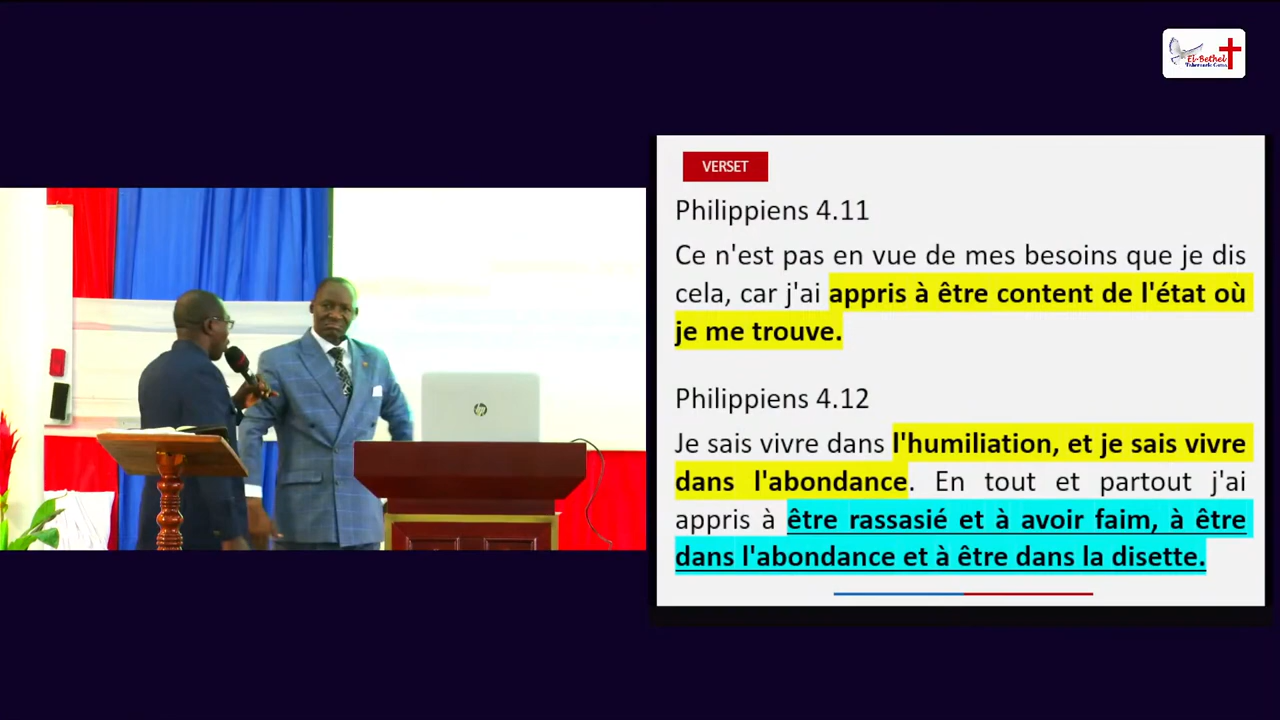 El-Bethel
Tabernacle Goma
VERSET
Philippiens 4.11
Ce n'est pas en vue de mes besoins que je dis
cela, car j'ai appris à être content de l'état où
je me trouve.
Philippiens 4.12
Je sais vivre dans l'humiliation, et je sais vivre
dans l'abondance. En tout et partout j'ai
appris à être rassasié et à avoir faim, à être
dans l'abondance et à être dans la disette.
hp